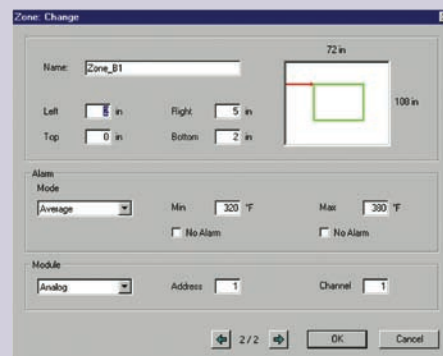 Zone: Change
72 in
Name: Zone_B1
108 in
Left in Right 5 in
Top 0 in Bottom 2 in
Alarm
Mode
Average Min 320 °F Max 380 °F
No Alarm No Alarm
Module
Analog Address 1 Channel 1
2 / 2 OK Cancel